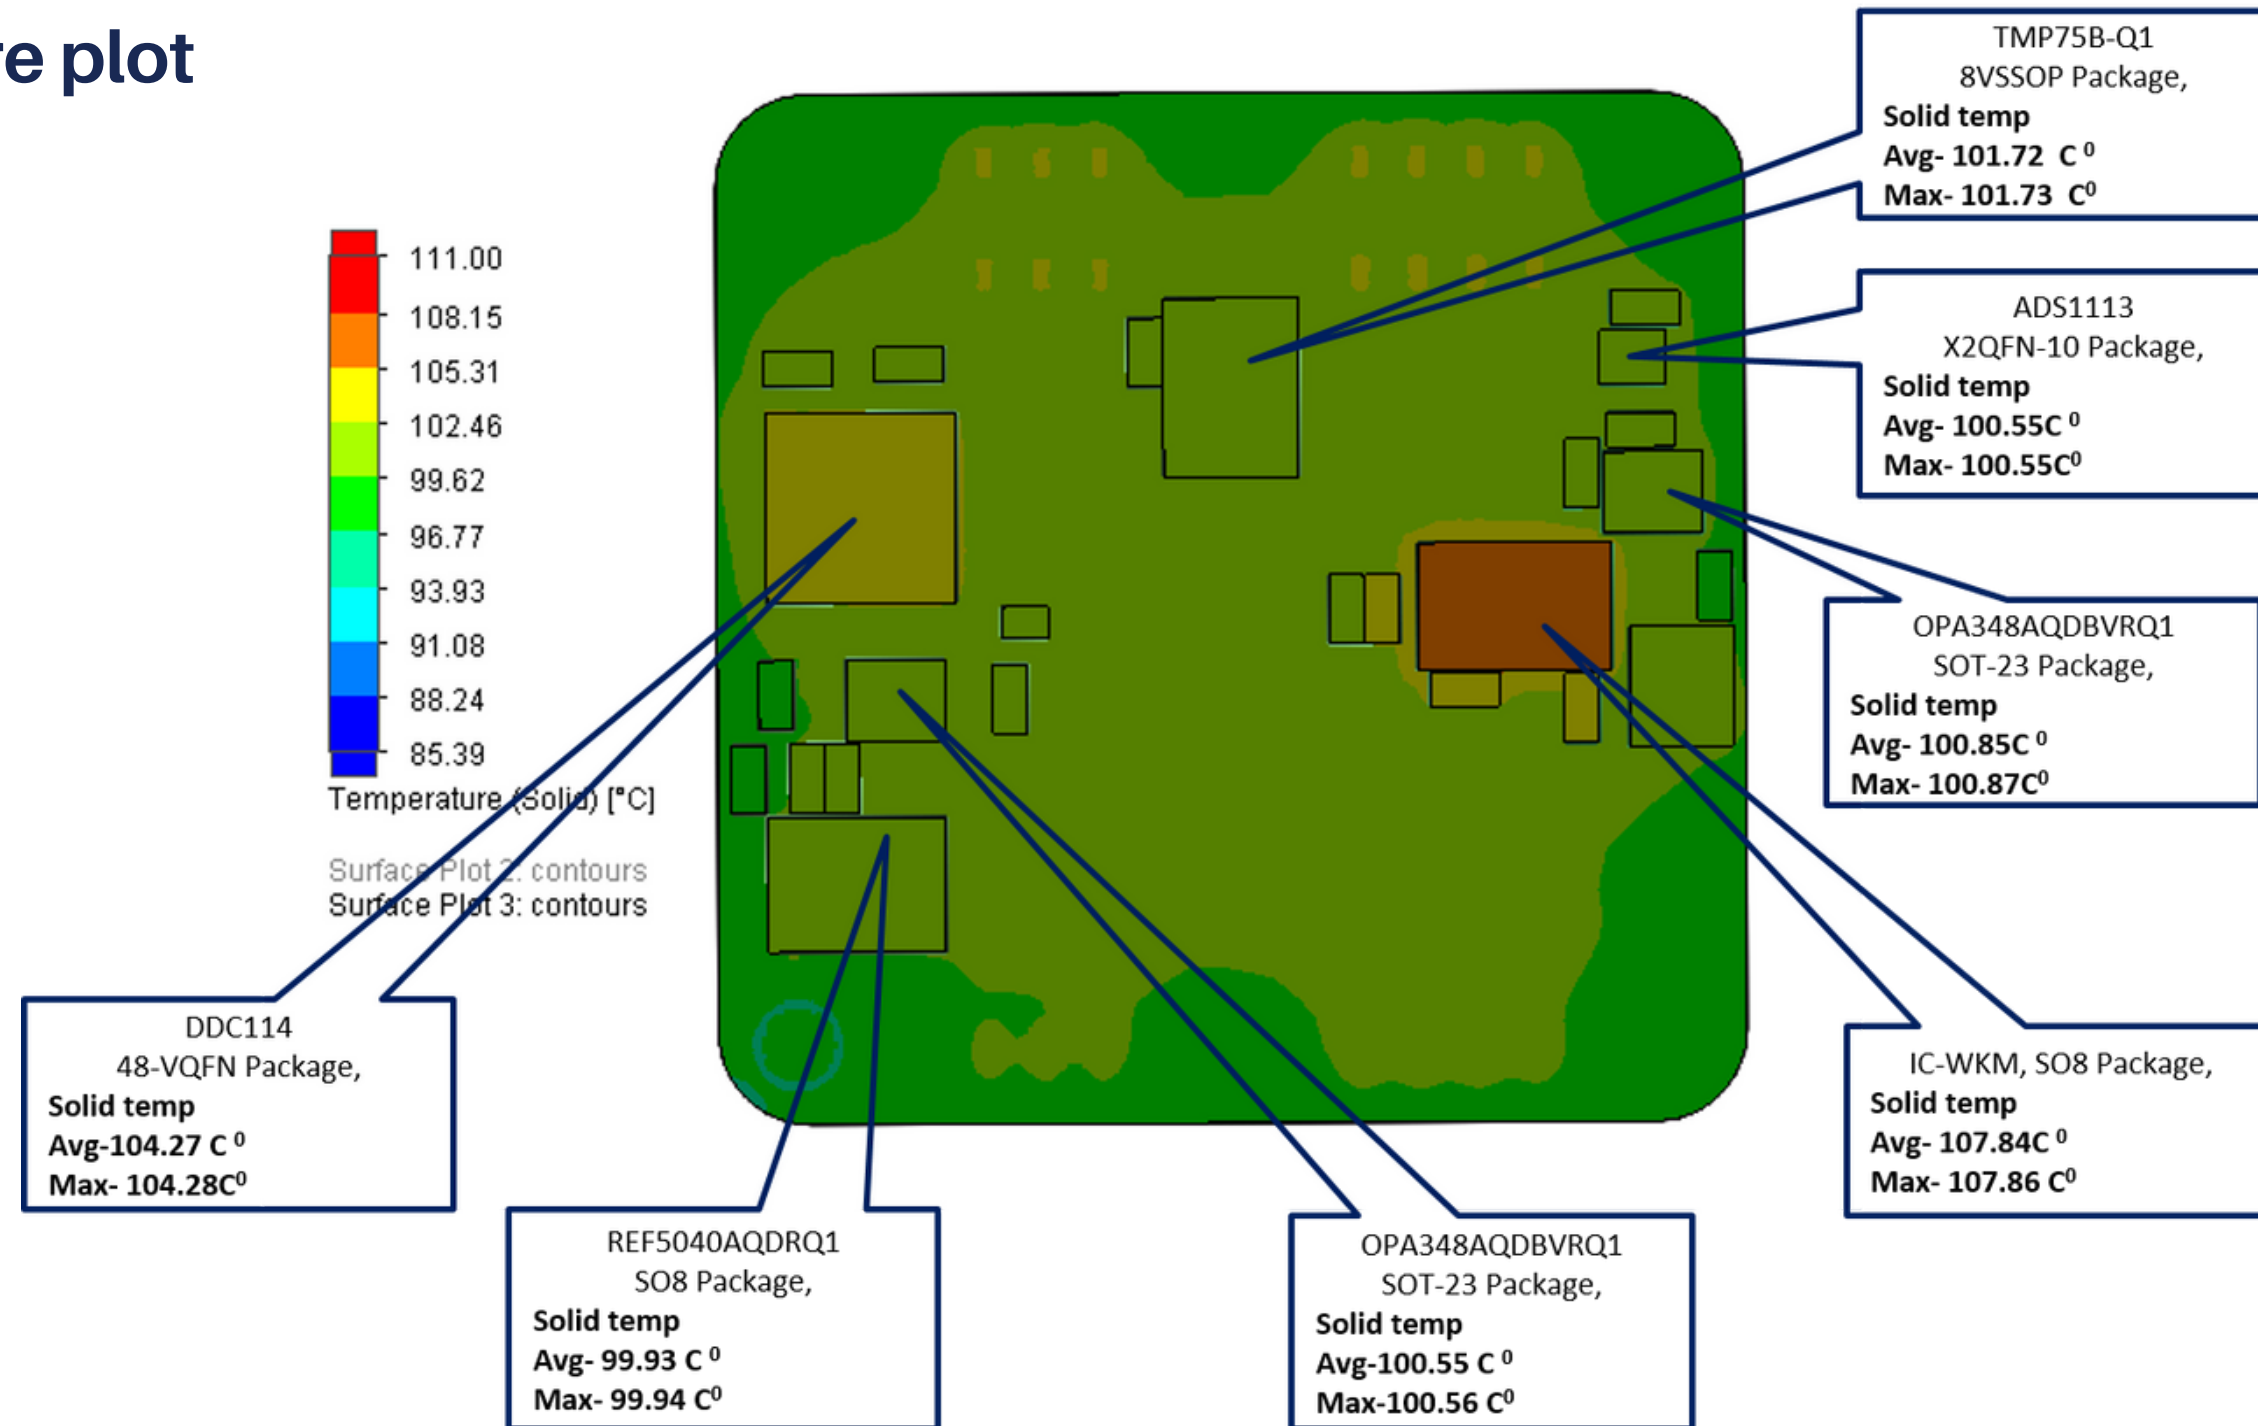 re plot
TMP75B-Q1
8VSSOP Package,
Solid temp
Avg- 101.72 C ⁰
Max- 101.73 C⁰
ADS1113
X2QFN-10 Package,
Solid temp
Avg- 100.55C ⁰
Max- 100.55C⁰
OPA348AQDBVRQ1
SOT-23 Package,
Solid temp
Avg- 100.85C ⁰
Max- 100.87C⁰
111.00
108.15
105.31
102.46
99.62
96.77
93.93
91.08
88.24
85.39
Temperature (Solid) [°C]
Surface Plot 2: contours
Surface Plot 3: contours
DDC114
48-VQFN Package,
Solid temp
Avg-104.27 C ⁰
Max- 104.28C⁰
REF5040AQDRQ1
SO8 Package,
Solid temp
Avg- 99.93 C ⁰
Max- 99.94 C⁰
OPA348AQDBVRQ1
SOT-23 Package,
Solid temp
Avg-100.55 C ⁰
Max-100.56 C⁰
IC-WKM, SO8 Package,
Solid temp
Avg- 107.84C ⁰
Max- 107.86 C⁰